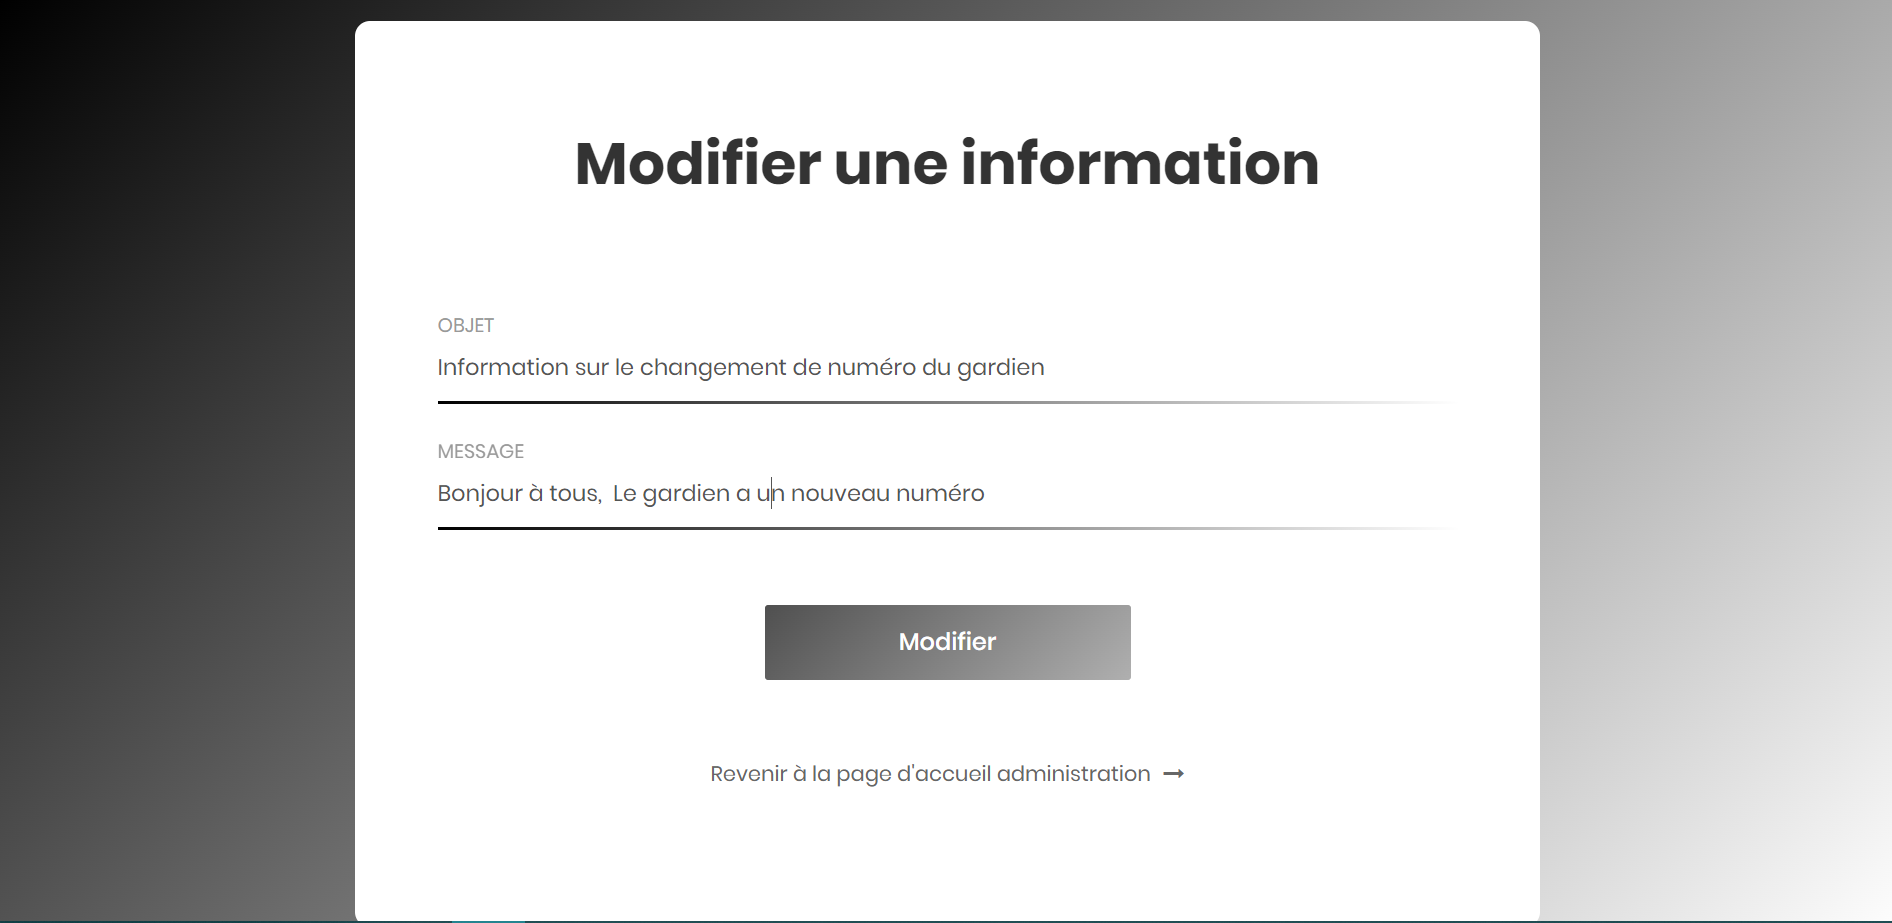 Modifier une information
OBJET
Information sur le changement de numéro du gardien
MESSAGE
Bonjour à tous,  Le gardien a un nouveau numéro
Modifier
Revenir à la page d'accueil administration →